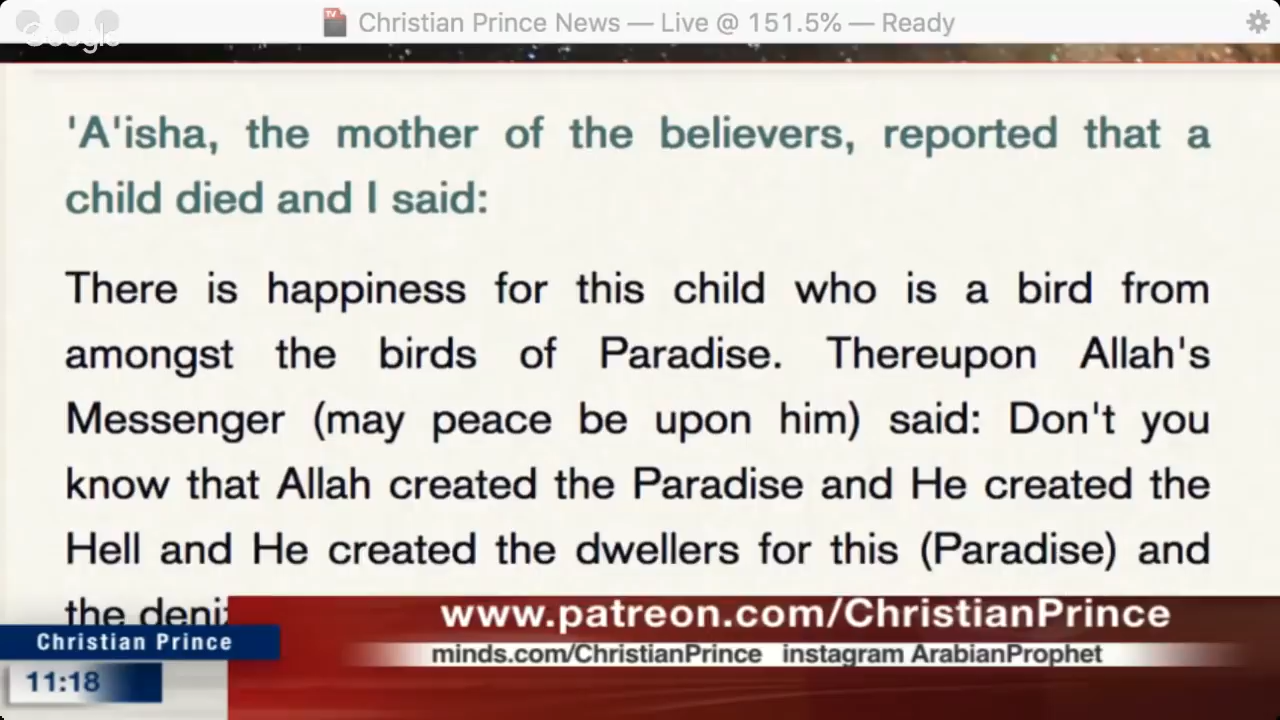 Christian Prince News — Live @ 151.5% — Ready
Google
'A'isha, the mother of the believers, reported that a
child died and I said:
There is happiness for this child who is a bird from
amongst the birds of Paradise. Thereupon Allah's
Messenger (may peace be upon him) said: Don't you
know that Allah created the Paradise and He created the
Hell and He created the dwellers for this (Paradise) and
the
www.patreon.com/ChristianPrince
Christian Prince
minds.com/ChristianPrince instagram ArabianProphet
11:18